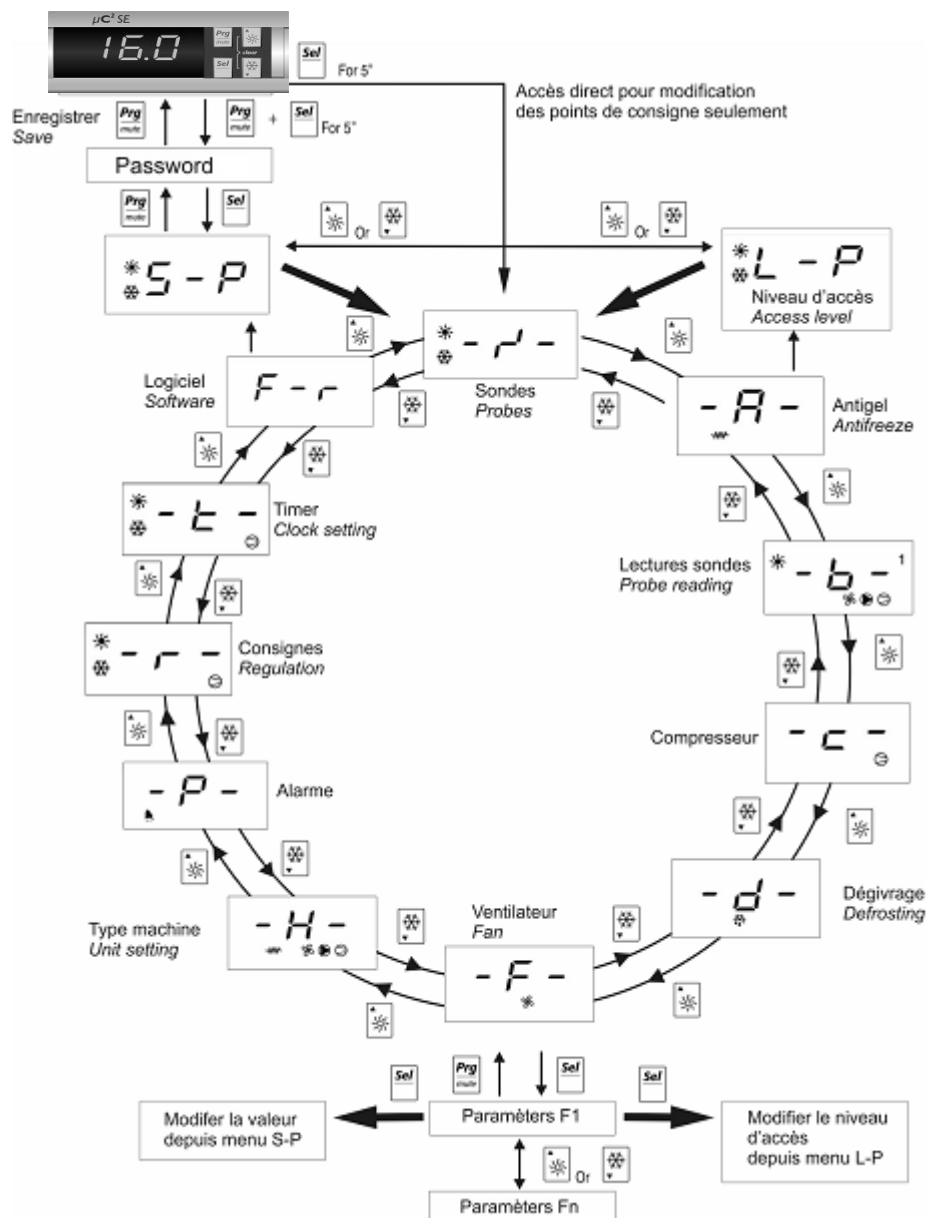 µC² SE
16.0
Prg
mute
clear
Sel
Sel
For 5"
Accès direct pour modification
des points de consigne seulement
Enregistrer
Save
Prg
mute
Prg
mute
+
Sel
For 5"
Password
Prg
mute
Sel
Or
Or
S - P
L - P
Niveau d'accès
Access level
Sondes
Probes
Logiciel
Software
F - r
- A -
Antigel
Antifreeze
- t -
Timer
Clock setting
Lectures sondes
Probe reading
- b -
1
- r -
Consignes
Regulation
Compresseur
- c -
- P -
Alarme
- d -
Dégivrage
Defrosting
Type machine
Unit setting
- H -
Ventilateur
Fan
- F -
Sel
Prg
mute
Sel
Sel
Modifer la valeur
depuis menu S-P
Paramèters F1
Modifier le niveau
d'accès
depuis menu L-P
Or
Paramèters Fn